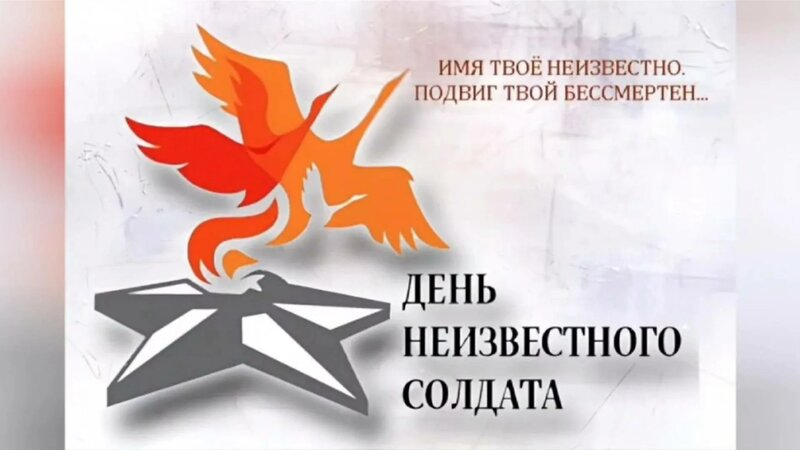 ИМЯ ТВОЁ НЕИЗВЕСТНО.
ПОДВИГ ТВОЙ БЕССМЕРТЕН...
ДЕНЬ
НЕИЗВЕСТНОГО
СОЛДАТА